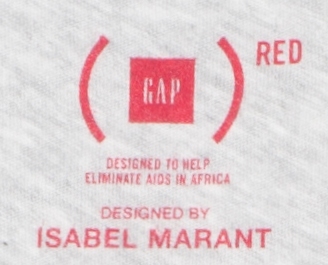 ( GAP ) RED
DESIGNED TO HELP
ELIMINATE AIDS IN AFRICA
DESIGNED BY
ISABEL MARANT